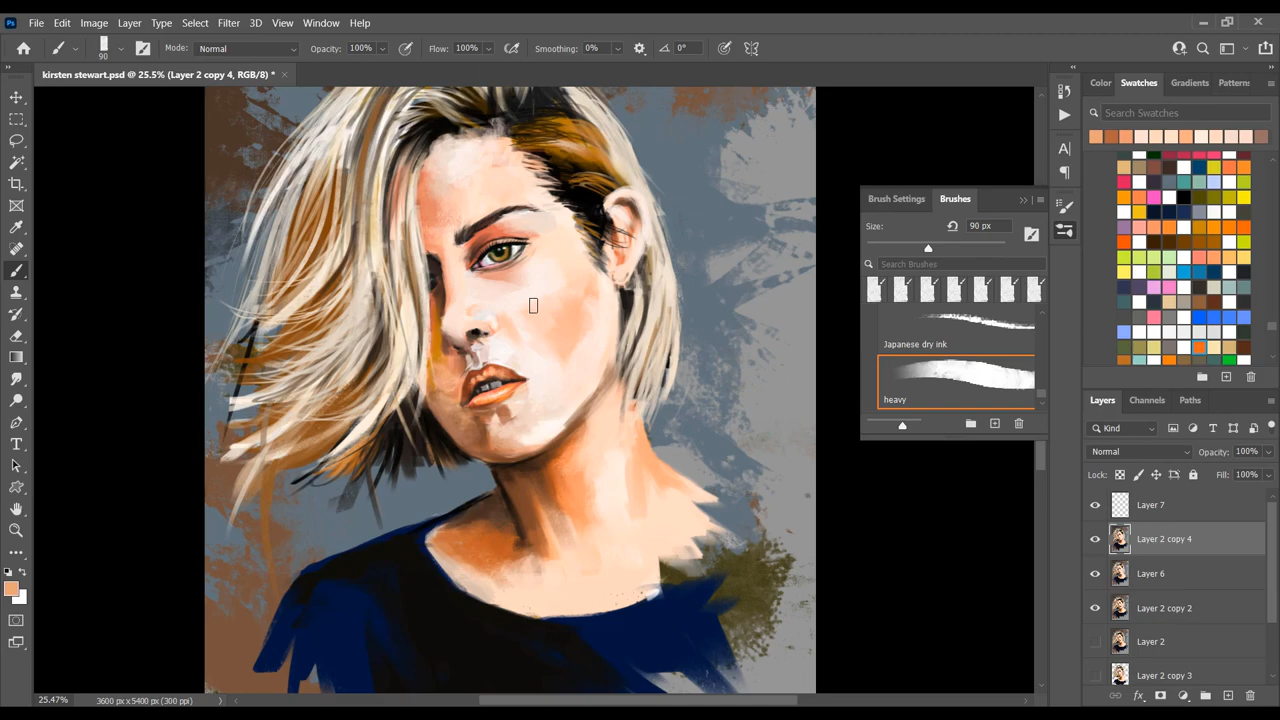 Ps File Edit Image Layer Type Select Filter 3D View Window Help
90 Mode: Normal Opacity: 100% Flow: 100% Smoothing: 0% 0°
kirsten stewart.psd @ 25.5% (Layer 2 copy 4, RGB/8) *
Color Swatches Gradients Pattern
Search Swatches
Brush Settings Brushes
Size: 90 px
Search Brushes
Japanese dry ink
heavy
Layers Channels Paths
Kind
Normal Opacity: 100%
Lock: Fill: 100%
Layer 7
Layer 2 copy 4
Layer 6
Layer 2 copy 2
Layer 2
Layer 2 copy 3
25.47% 3600 px x 5400 px (300 ppi)